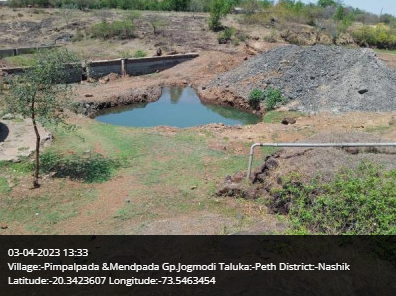 03-04-2023 13:33
Village:-Pimpalpada &Mendpada Gp.Jogmodi Taluka:-Peth District:-Nashik
Latitude:-20.3423607 Longitude:-73.5463454